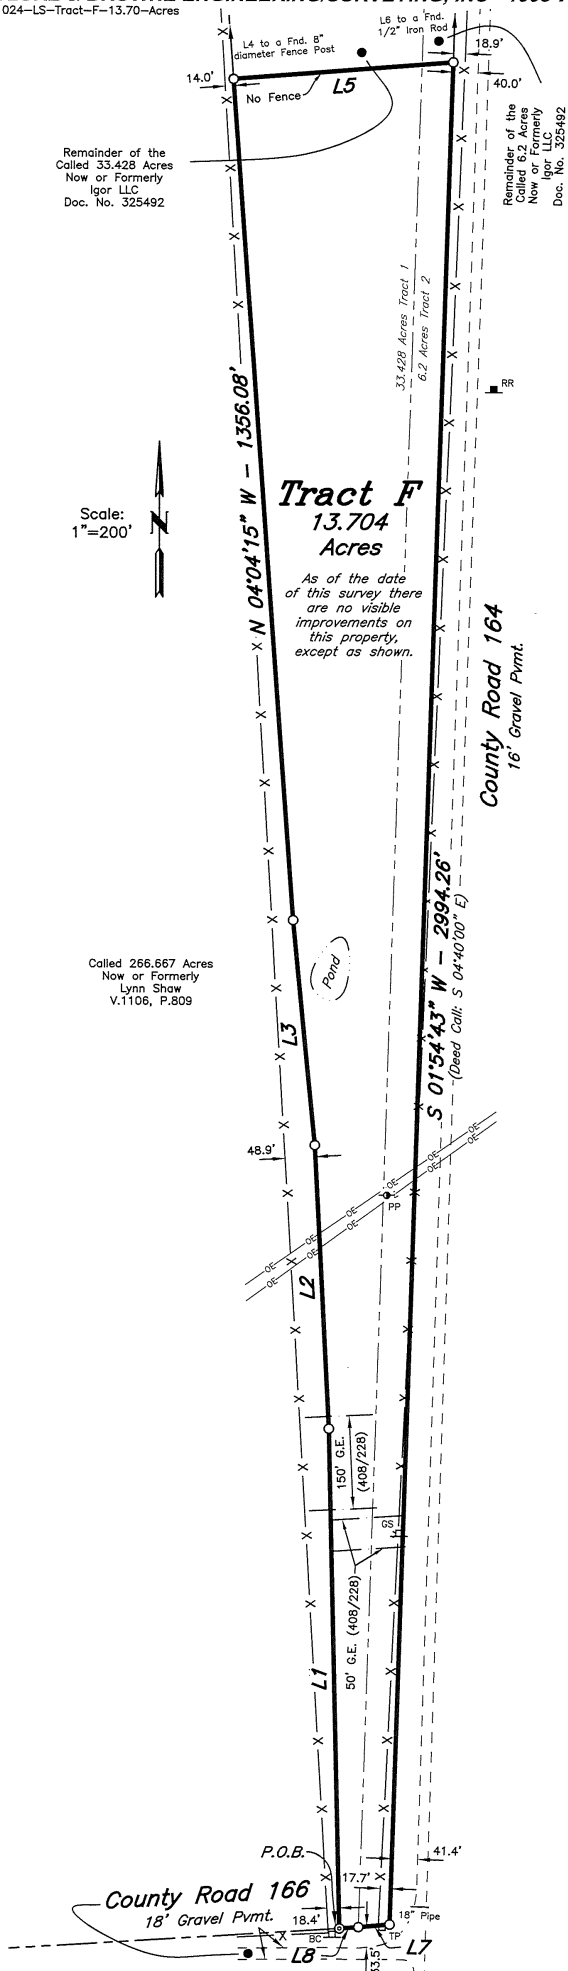 024-LS-Tract-F-13.70-Acres
L4 to a Fnd. 8"
diameter Fence Post
L6 to a Fnd.
1/2" Iron Rod
18.9'
14.0'
No Fence
L5
40.0'
Remainder of the
Called 33.428 Acres
Now or Formerly
Igor LLC
Doc. No. 325492
Remainder of the
Called 6.2 Acres
Now or Formerly
Igor LLC
Doc. No. 325492
33.428 Acres Tract 1
6.2 Acres Tract 2
RR
N 04°04'15" W - 1356.08'
Scale:
1"=200'
N
Tract F
13.704
Acres
As of the date
of this survey there
are no visible
improvements on
this property,
except as shown.
County Road 164
16' Gravel Pvmt.
S 01°54'43" W - 2994.26'
(Deed Call: S 04°40'00" E)
Called 266.667 Acres
Now or Formerly
Lynn Shaw
V.1106, P.809
Pond
L3
48.9'
OE
OE
OE
OE
OE
OE
PP
L2
150' G.E.
(408/228)
GS
50' G.E. (408/228)
L1
P.O.B.
41.4'
County Road 166
18' Gravel Pvmt.
17.7'
18.4'
18" Pipe
BC
TP
L8
L7
33.5'